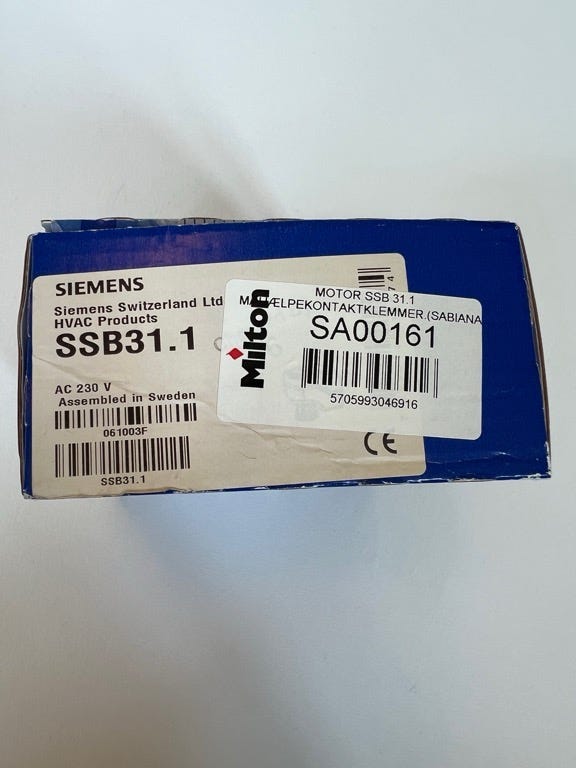 SIEMENS
Siemens Switzerland Ltd
HVAC Products
SSB31.1
AC 230 V
Assembled in Sweden
061003F
SSB31.1
74
CE
Milton
MOTOR SSB 31.1
SA00161
5705993046916